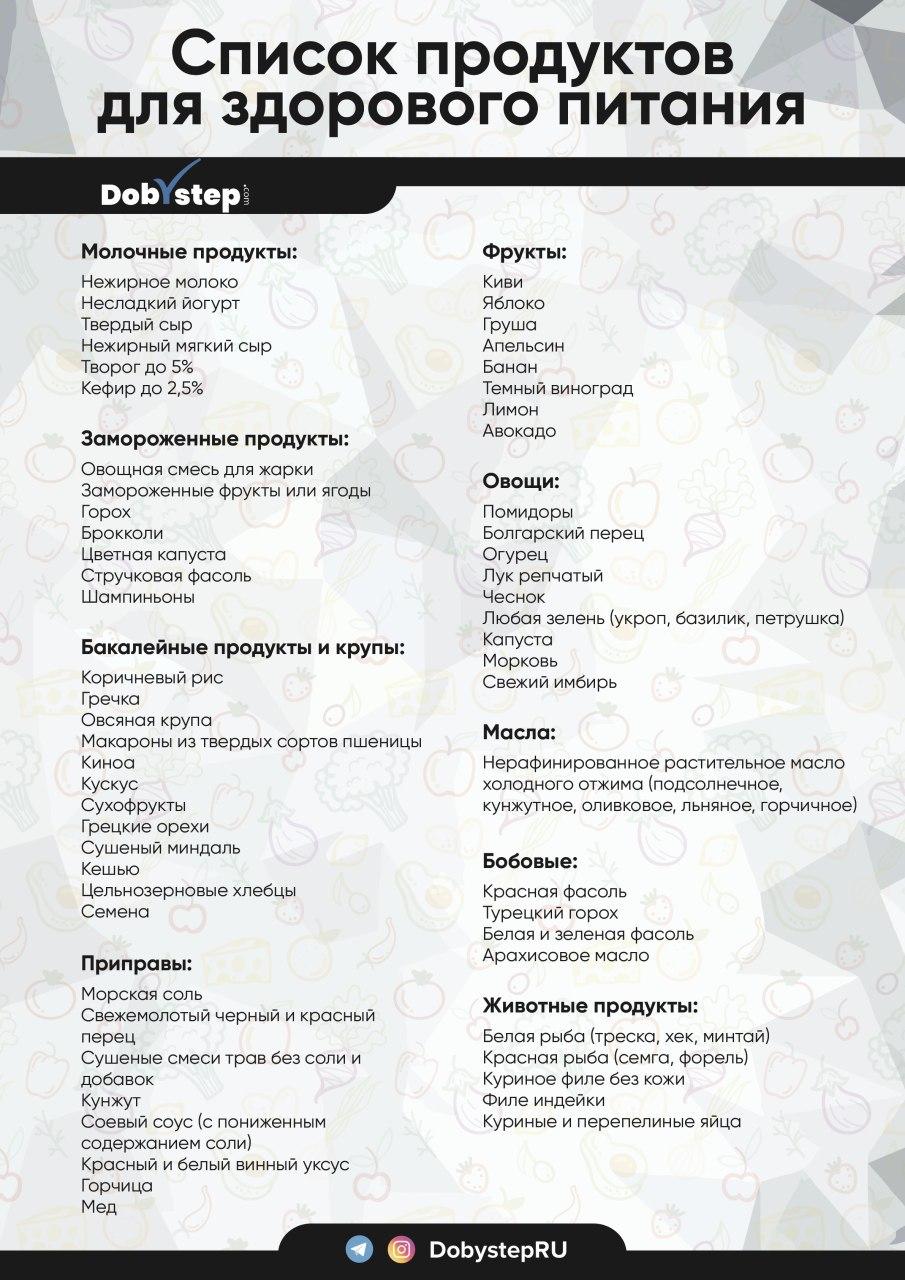 Список продуктов
для здорового питания
Dobystep.com
Молочные продукты:
Нежирное молоко
Несладкий йогурт
Твердый сыр
Нежирный мягкий сыр
Творог до 5%
Кефир до 2,5%
Замороженные продукты:
Овощная смесь для жарки
Замороженные фрукты или ягоды
Горох
Брокколи
Цветная капуста
Стручковая фасоль
Шампиньоны
Бакалейные продукты и крупы:
Коричневый рис
Гречка
Овсяная крупа
Макароны из твердых сортов пшеницы
Киноа
Кускус
Сухофрукты
Грецкие орехи
Сушеный миндаль
Кешью
Цельнозерновые хлебцы
Семена
Приправы:
Морская соль
Свежемолотый черный и красный
перец
Сушеные смеси трав без соли и
добавок
Кунжут
Соевый соус (с пониженным
содержанием соли)
Красный и белый винный уксус
Горчица
Мед
Фрукты:
Киви
Яблоко
Груша
Апельсин
Банан
Темный виноград
Лимон
Авокадо
Овощи:
Помидоры
Болгарский перец
Огурец
Лук репчатый
Чеснок
Любая зелень (укроп, базилик, петрушка)
Капуста
Морковь
Свежий имбирь
Масла:
Нерафинированное растительное масло
холодного отжима (подсолнечное,
кунжутное, оливковое, льняное, горчичное)
Бобовые:
Красная фасоль
Турецкий горох
Белая и зеленая фасоль
Арахисовое масло
Животные продукты:
Белая рыба (треска, хек, минтай)
Красная рыба (семга, форель)
Куриное филе без кожи
Филе индейки
Куриные и перепелиные яйца
DobystepRU